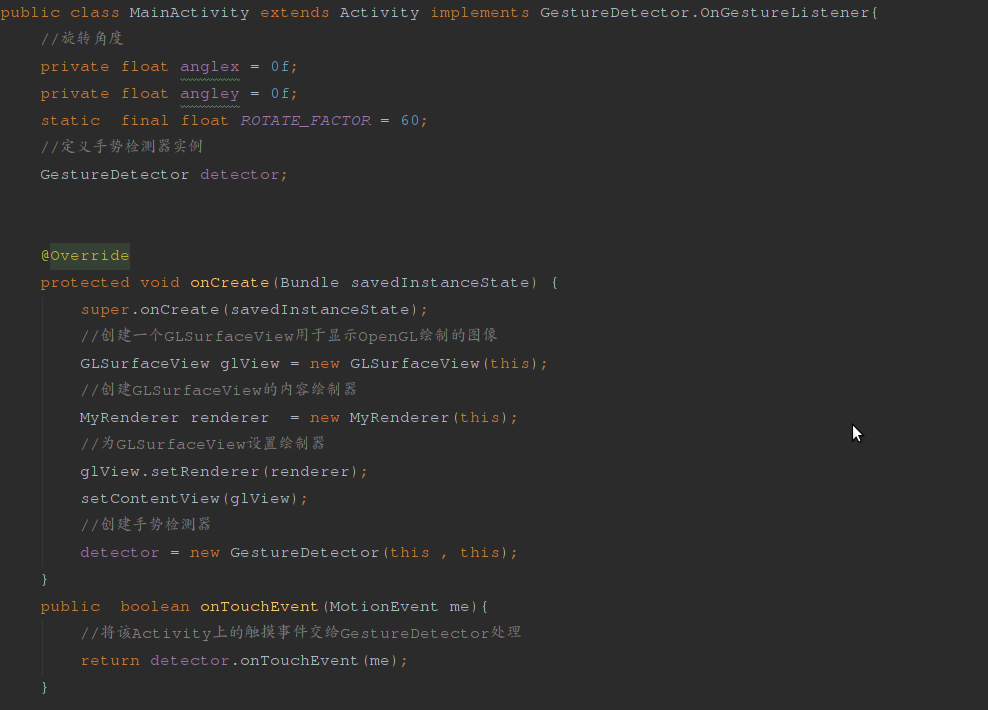 public class MainActivity extends Activity implements GestureDetector.OnGestureListener{
//旋转角度
private float anglex = 0f;
private float angley = 0f;
static  final float ROTATE_FACTOR = 60;
//定义手势检测器实例
GestureDetector detector;
@Override
protected void onCreate(Bundle savedInstanceState) {
super.onCreate(savedInstanceState);
//创建一个GLSurfaceView用于显示OpenGL绘制的图像
GLSurfaceView glView = new GLSurfaceView(this);
//创建GLSurfaceView的内容绘制器
MyRenderer renderer  = new MyRenderer(this);
//为GLSurfaceView设置绘制器
glView.setRenderer(renderer);
setContentView(glView);
//创建手势检测器
detector = new GestureDetector(this , this);
}
public  boolean onTouchEvent(MotionEvent me){
//将该Activity上的触摸事件交给GestureDetector处理
return detector.onTouchEvent(me);
}